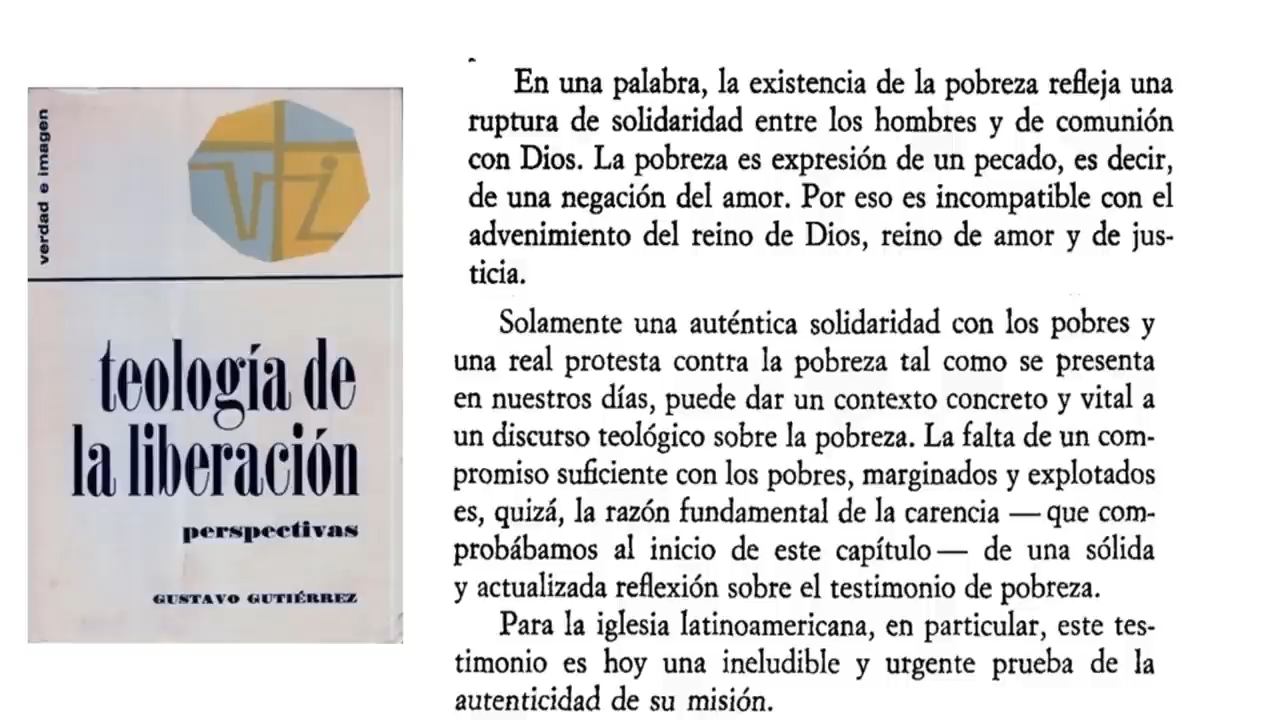 verdad e imagen
teología de
la liberación
perspectivas
GUSTAVO GUTIÉRREZ
En una palabra, la existencia de la pobreza refleja una
ruptura de solidaridad entre los hombres y de comunión
con Dios. La pobreza es expresión de un pecado, es decir,
de una negación del amor. Por eso es incompatible con el
advenimiento del reino de Dios, reino de amor y de jus-
ticia.
Solamente una auténtica solidaridad con los pobres y
una real protesta contra la pobreza tal como se presenta
en nuestros días, puede dar un contexto concreto y vital a
un discurso teológico sobre la pobreza. La falta de un com-
promiso suficiente con los pobres, marginados y explotados
es, quizá, la razón fundamental de la carencia — que com-
probábamos al inicio de este capítulo — de una sólida
y actualizada reflexión sobre el testimonio de pobreza.
Para la iglesia latinoamericana, en particular, este tes-
timonio es hoy una ineludible y urgente prueba de la
autenticidad de su misión.